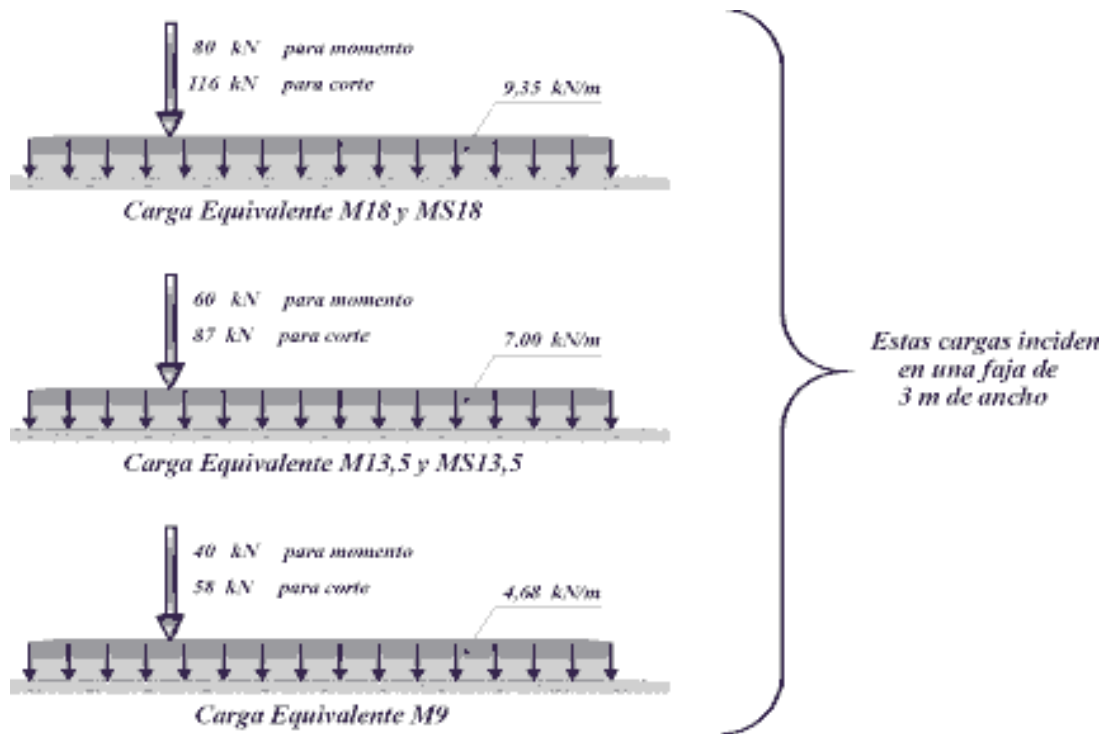 80 kN para momento
116 kN para corte
9,35 kN/m
Carga Equivalente M18 y MS18
60 kN para momento
87 kN para corte
7.00 kN/m
Carga Equivalente M13,5 y MS13,5
40 kN para momento
58 kN para corte
4,68 kN/m
Carga Equivalente M9
Estas cargas inciden
en una faja de
3 m de ancho